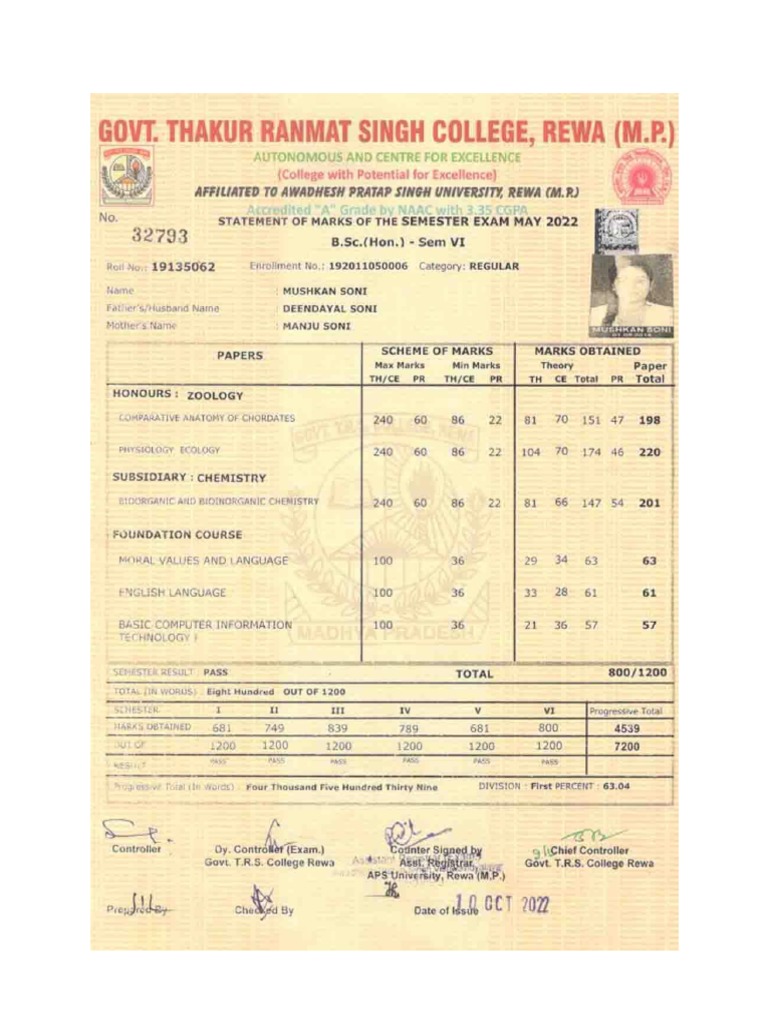 GOVT. THAKUR RANMAT SINGH COLLEGE, REWA (M.P.)
AUTONOMOUS AND CENTRE FOR EXCELLENCE
(College with Potential for Excellence)
AFFILIATED TO AWADHESH PRATAP SINGH UNIVERSITY, REWA (M.P.)
Accredited "A" Grade by NAAC with 3.35 CGPA
No. STATEMENT OF MARKS OF THE SEMESTER EXAM MAY 2022
32793
B.Sc.(Hon.) - Sem VI
Roll No.: 19135062 Enrollment No.: 192011050006 Category: REGULAR
Name : MUSHKAN SONI
Father's/Husband Name : DEENDAYAL SONI
Mother's Name : MANJU SONI
MUSHKAN SONI
PAPERS SCHEME OF MARKS MARKS OBTAINED
Max Marks Min Marks Theory Paper
TH/CE PR TH/CE PR TH CE Total PR Total
HONOURS : ZOOLOGY
COMPARATIVE ANATOMY OF CHORDATES 240 60 86 22 81 70 151 47 198
PHYSIOLOGY ECOLOGY 240 60 86 22 104 70 174 46 220
SUBSIDIARY : CHEMISTRY
BIOORGANIC AND BIOINORGANIC CHEMISTRY 240 60 86 22 81 66 147 54 201
FOUNDATION COURSE
MORAL VALUES AND LANGUAGE 100 36 29 34 63 63
ENGLISH LANGUAGE 100 36 33 28 61 61
BASIC COMPUTER INFORMATION 100 36 21 36 57 57
TECHNOLOGY I
MADHYA PRADESH
SEMESTER RESULT : PASS TOTAL 800/1200
TOTAL (IN WORDS) : Eight Hundred OUT OF 1200
SEMESTER I II III IV V VI Progressive Total
MARKS OBTAINED 681 749 839 789 681 800 4539
OUT OF 1200 1200 1200 1200 1200 1200 7200
RESULT PASS PASS PASS PASS PASS PASS
Progressive Total (In Words) : Four Thousand Five Hundred Thirty Nine DIVISION : First PERCENT : 63.04
Controller Dy. Controller (Exam.) Counter Signed by Chief Controller
Govt. T.R.S. College Rewa Asst. Registrar Govt. T.R.S. College Rewa
APS University, Rewa (M.P.)
Prepared By Checked By Date of Issue 10 OCT 2022